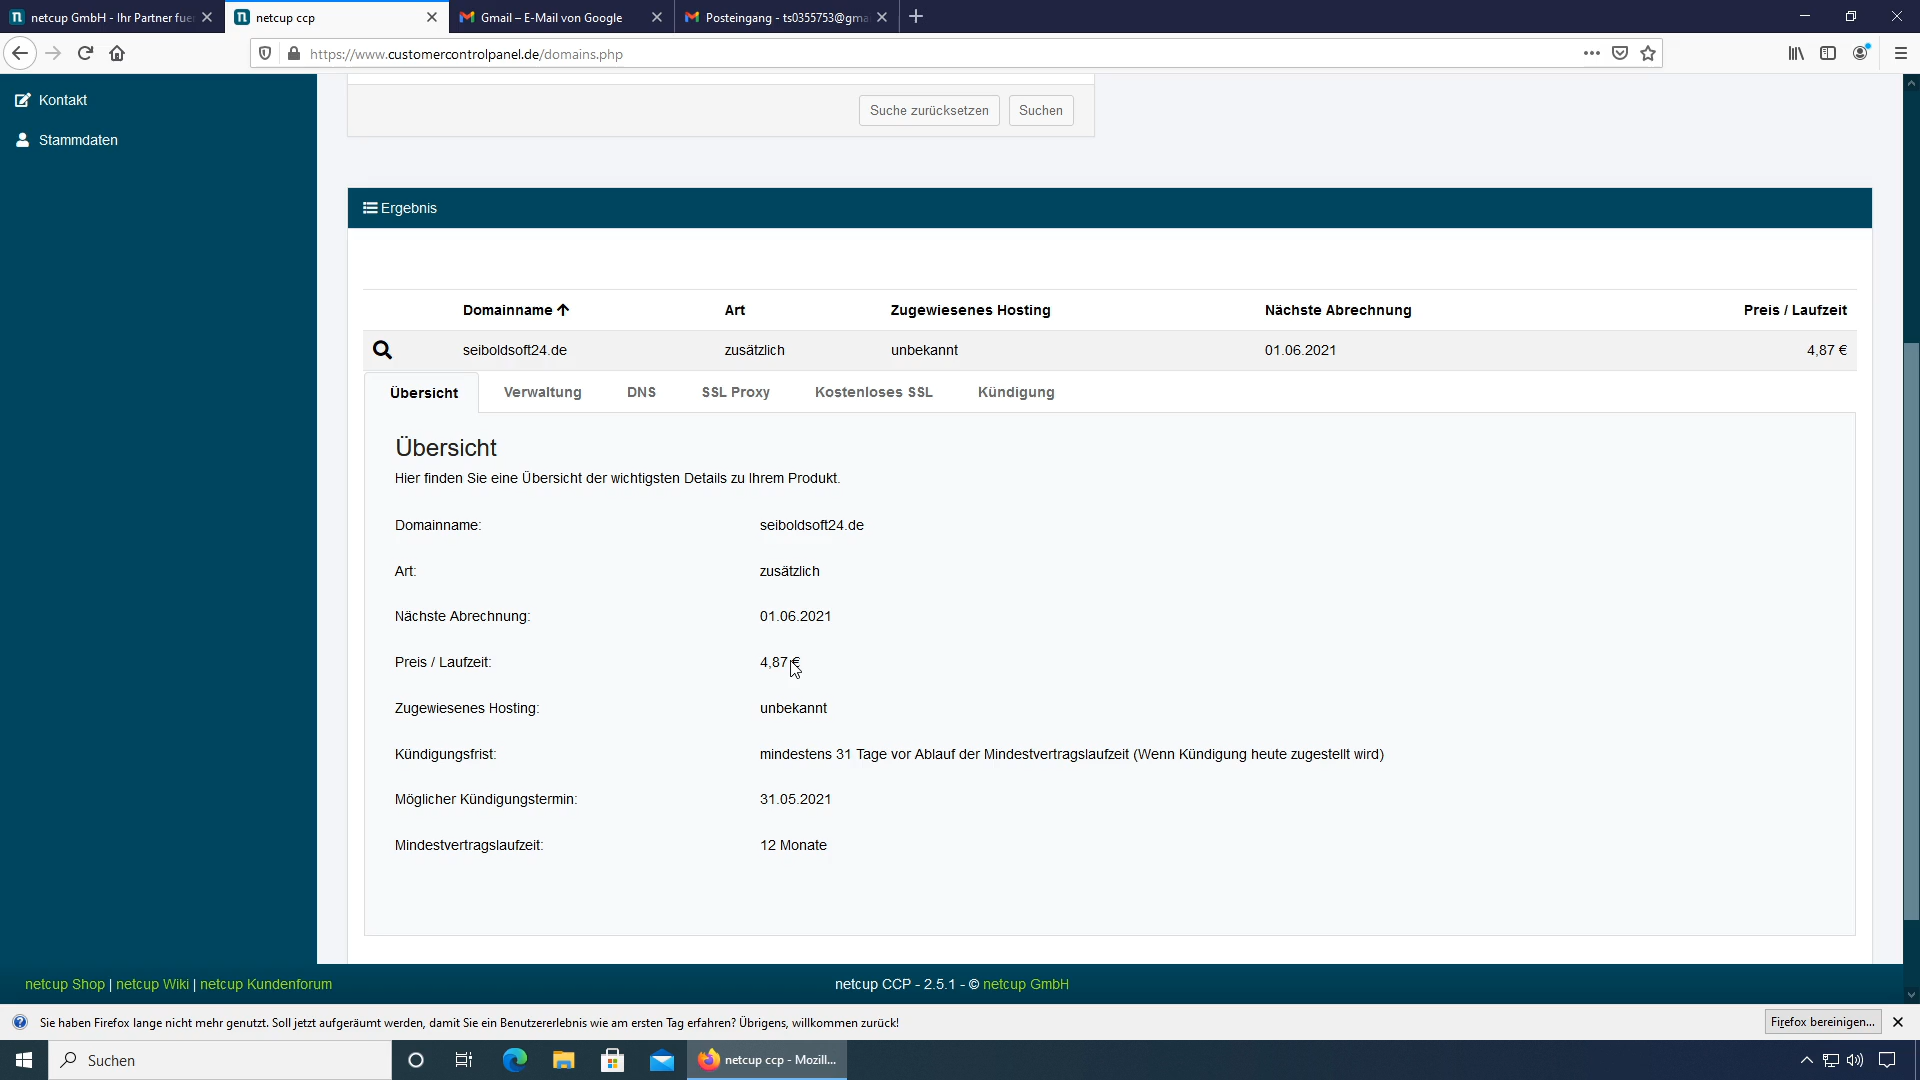 netcup GmbH - Ihr Partner fue
netcup ccp
Gmail – E-Mail von Google
Posteingang - ts0355753@gma
https://www.customercontrolpanel.de/domains.php
Kontakt
Stammdaten
Suche zurücksetzen
Suchen
Ergebnis
Domainname Art Zugewiesenes Hosting Nächste Abrechnung Preis / Laufzeit
seiboldsoft24.de zusätzlich unbekannt 01.06.2021 4,87 €
Übersicht Verwaltung DNS SSL Proxy Kostenloses SSL Kündigung
Übersicht
Hier finden Sie eine Übersicht der wichtigsten Details zu Ihrem Produkt.
Domainname: seiboldsoft24.de
Art: zusätzlich
Nächste Abrechnung: 01.06.2021
Preis / Laufzeit: 4,87 €
Zugewiesenes Hosting: unbekannt
Kündigungsfrist: mindestens 31 Tage vor Ablauf der Mindestvertragslaufzeit (Wenn Kündigung heute zugestellt wird)
Möglicher Kündigungstermin: 31.05.2021
Mindestvertragslaufzeit: 12 Monate
netcup Shop | netcup Wiki | netcup Kundenforum
netcup CCP - 2.5.1 - © netcup GmbH
Sie haben Firefox lange nicht mehr genutzt. Soll jetzt aufgeräumt werden, damit Sie ein Benutzererlebnis wie am ersten Tag erfahren? Übrigens, willkommen zurück!
Firefox bereinigen...
Suchen
netcup ccp - Mozill...